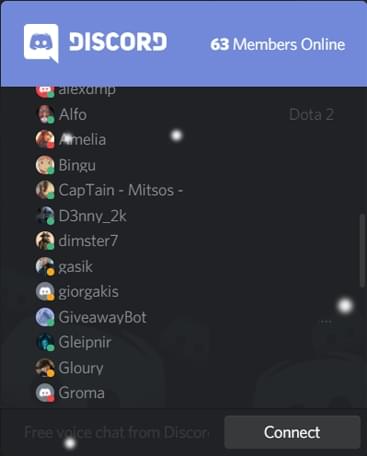 DISCORD
63 Members Online
alexdmp
Alfo Dota 2
Amelia
Bingu
CapTain - Mitsos -
D3nny_2k
dimster7
gasik
giorgakis
GiveawayBot ...
Gleipnir
Gloury
Groma
Free voice chat from Discor
Connect